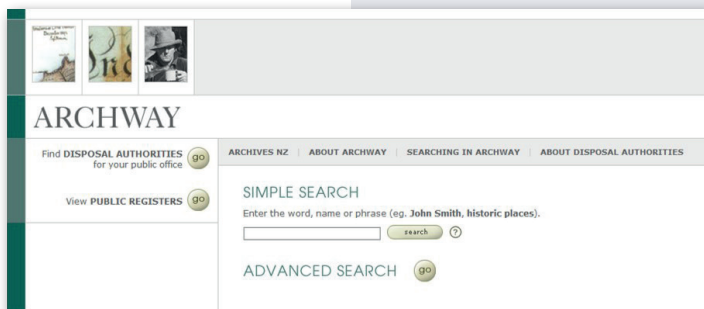 ARCHWAY
Find DISPOSAL AUTHORITIES go
for your public office
View PUBLIC REGISTERS go
ARCHIVES NZ | ABOUT ARCHWAY | SEARCHING IN ARCHWAY | ABOUT DISPOSAL AUTHORITIES
SIMPLE SEARCH
Enter the word, name or phrase (eg. John Smith, historic places).
search ?
ADVANCED SEARCH go